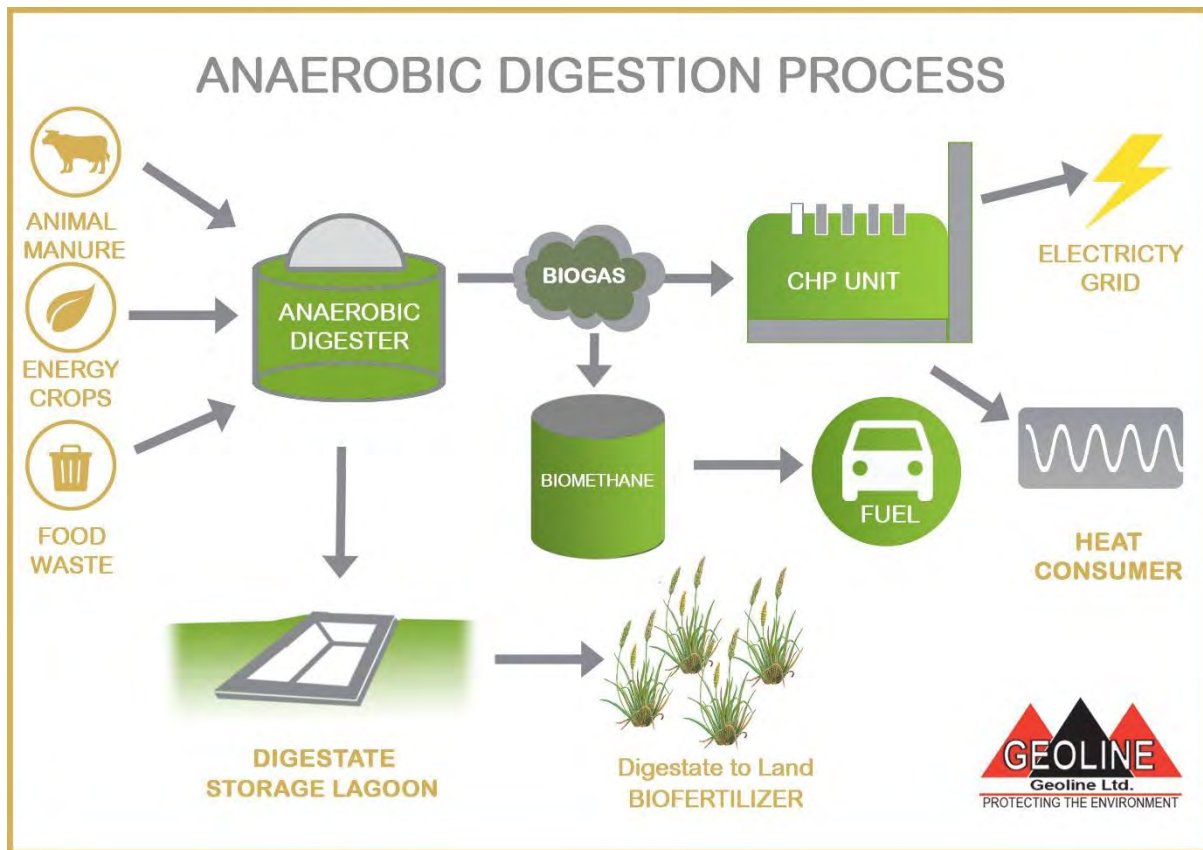 ANAEROBIC DIGESTION PROCESS
ANIMAL
MANURE
ENERGY
CROPS
FOOD
WASTE
ANAEROBIC
DIGESTER
BIOGAS
CHP UNIT
ELECTRICTY
GRID
BIOMETHANE
FUEL
HEAT
CONSUMER
DIGESTATE
STORAGE LAGOON
Digestate to Land
BIOFERTILIZER
GEOLINE
Geoline Ltd.
PROTECTING THE ENVIRONMENT